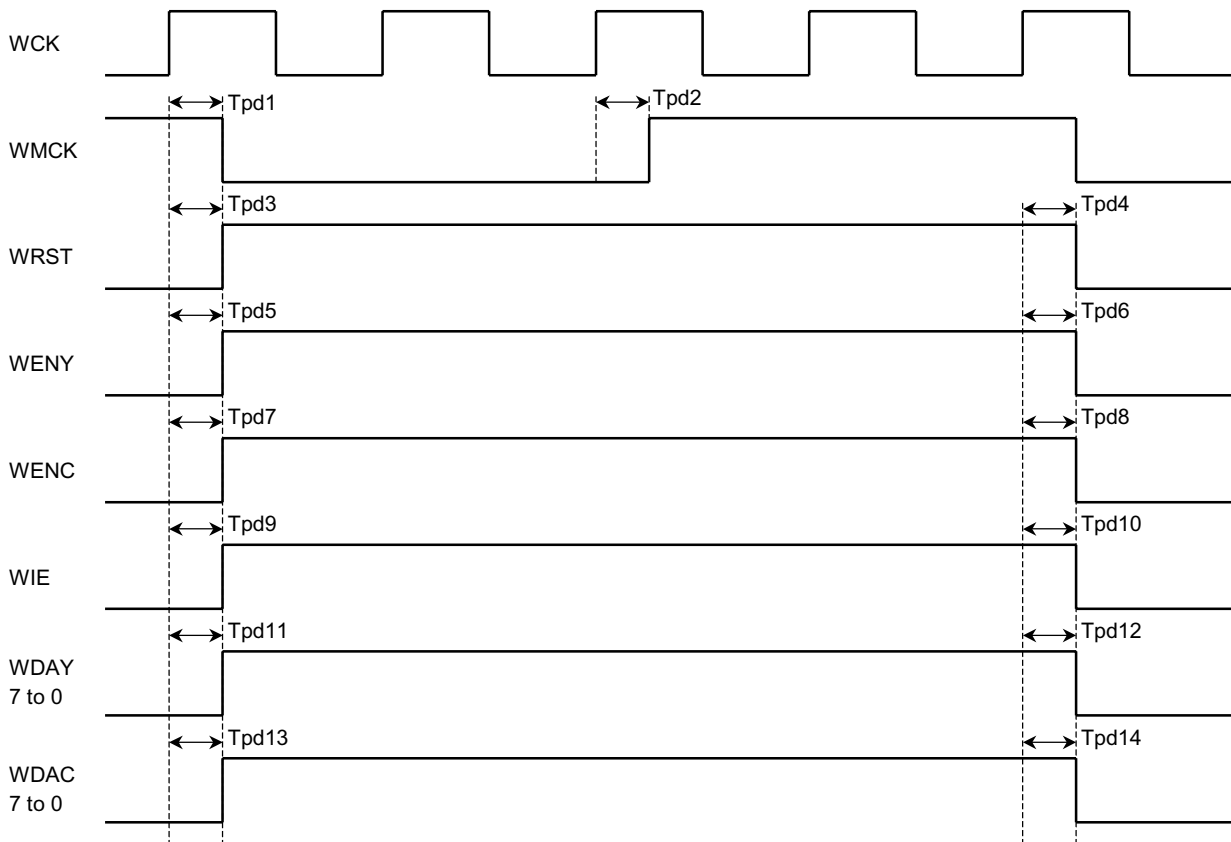 WCK
Tpd1
Tpd2
WMCK
Tpd3
Tpd4
WRST
Tpd5
Tpd6
WENY
Tpd7
Tpd8
WENC
Tpd9
Tpd10
WIE
Tpd11
Tpd12
WDAY
7 to 0
Tpd13
Tpd14
WDAC
7 to 0